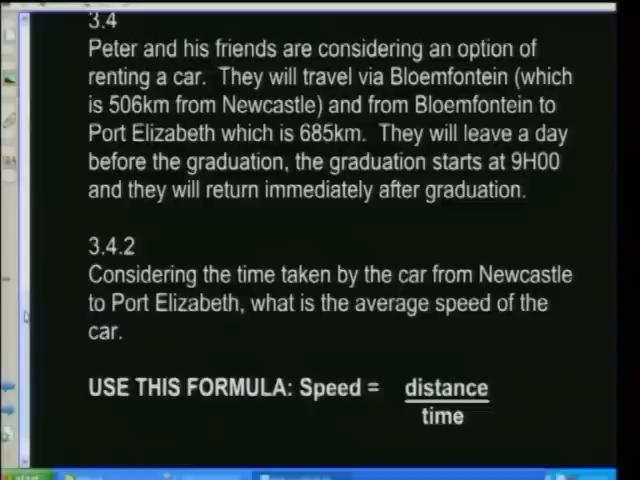 3.4
Peter and his friends are considering an option of
renting a car. They will travel via Bloemfontein (which
is 506km from Newcastle) and from Bloemfontein to
Port Elizabeth which is 685km. They will leave a day
before the graduation, the graduation starts at 9H00
and they will return immediately after graduation.
3.4.2
Considering the time taken by the car from Newcastle
to Port Elizabeth, what is the average speed of the
car.
USE THIS FORMULA: Speed = distance
time